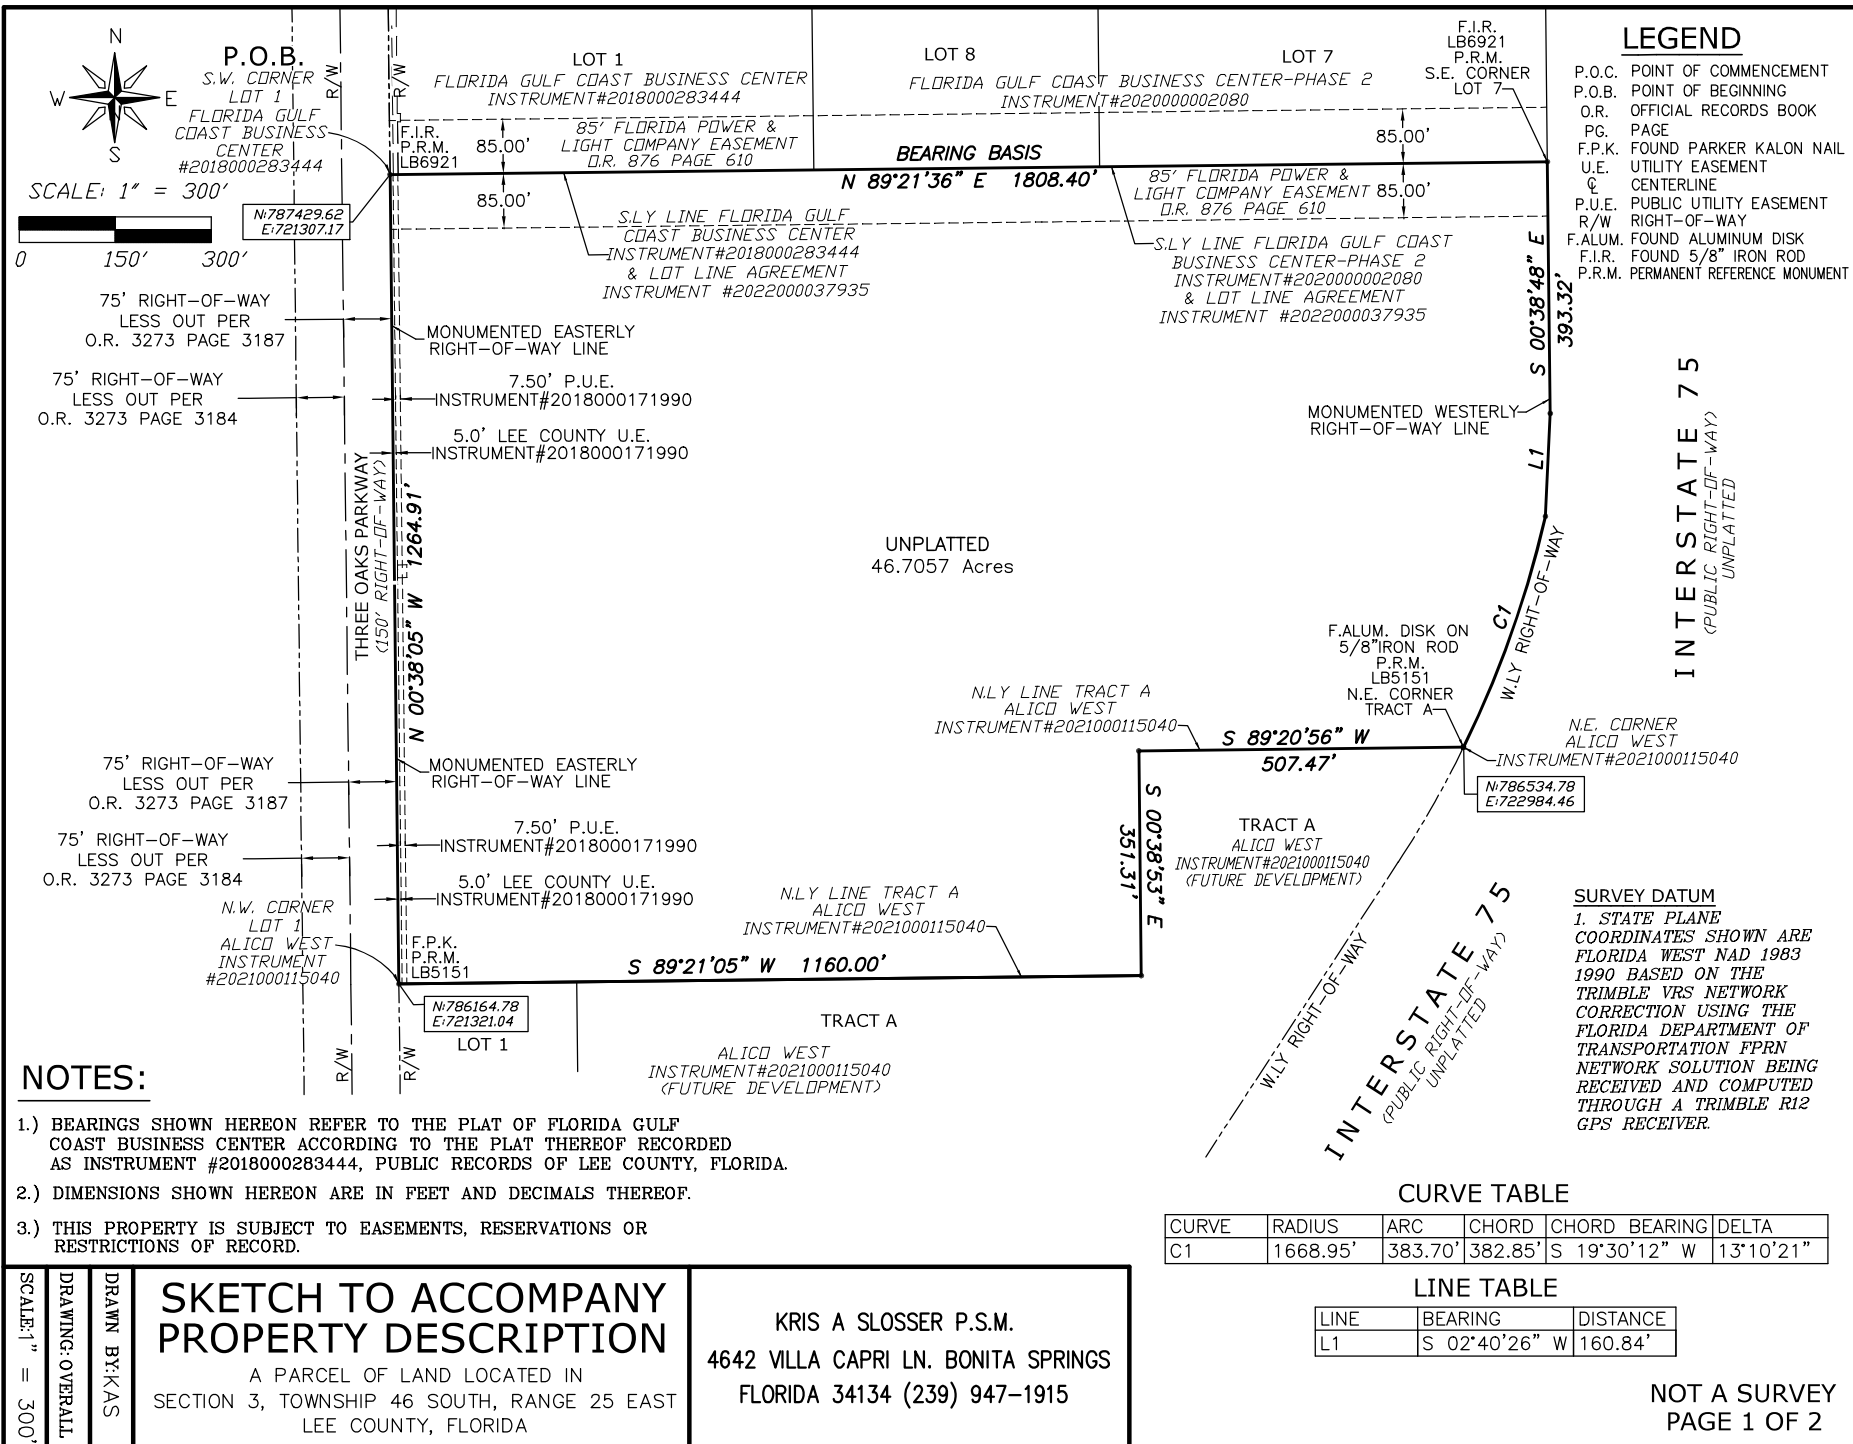 N
W
E
S
SCALE: 1" = 300'
0 150' 300'
P.O.B.
S.W. CORNER
LOT 1
FLORIDA GULF
COAST BUSINESS
CENTER
#2018000283444
N:787429.62
E:721307.17
R/W
R/W
LOT 1
FLORIDA GULF COAST BUSINESS CENTER
INSTRUMENT#2018000283444
LOT 8
LOT 7
FLORIDA GULF COAST BUSINESS CENTER-PHASE 2
INSTRUMENT#2020000002080
F.I.R.
LB6921
P.R.M.
S.E. CORNER
LOT 7
F.I.R.
P.R.M.
LB6921
85.00'
85' FLORIDA POWER &
LIGHT COMPANY EASEMENT
O.R. 876 PAGE 610
85.00'
BEARING BASIS
N 89°21'36" E 1808.40'
85.00'
85' FLORIDA POWER &
LIGHT COMPANY EASEMENT
O.R. 876 PAGE 610
85.00'
S.LY LINE FLORIDA GULF
COAST BUSINESS CENTER
INSTRUMENT#2018000283444
& LOT LINE AGREEMENT
INSTRUMENT #2022000037935
S.LY LINE FLORIDA GULF COAST
BUSINESS CENTER-PHASE 2
INSTRUMENT#2020000002080
& LOT LINE AGREEMENT
INSTRUMENT #2022000037935
LEGEND
P.O.C. POINT OF COMMENCEMENT
P.O.B. POINT OF BEGINNING
O.R. OFFICIAL RECORDS BOOK
PG. PAGE
F.P.K. FOUND PARKER KALON NAIL
U.E. UTILITY EASEMENT
℄ CENTERLINE
P.U.E. PUBLIC UTILITY EASEMENT
R/W RIGHT-OF-WAY
F.ALUM. FOUND ALUMINUM DISK
F.I.R. FOUND 5/8" IRON ROD
P.R.M. PERMANENT REFERENCE MONUMENT
75' RIGHT-OF-WAY
LESS OUT PER
O.R. 3273 PAGE 3187
75' RIGHT-OF-WAY
LESS OUT PER
O.R. 3273 PAGE 3184
MONUMENTED EASTERLY
RIGHT-OF-WAY LINE
7.50' P.U.E.
INSTRUMENT#2018000171990
5.0' LEE COUNTY U.E.
INSTRUMENT#2018000171990
THREE OAKS PARKWAY
(150' RIGHT-OF-WAY)
N 00°38'05" W 1264.91'
UNPLATTED
46.7057 Acres
S 00°38'48" E
393.32'
MONUMENTED WESTERLY
RIGHT-OF-WAY LINE
L1
C1
W.LY RIGHT-OF-WAY
INTERSTATE 75
(PUBLIC RIGHT-OF-WAY)
UNPLATTED
F.ALUM. DISK ON
5/8"IRON ROD
P.R.M.
LB5151
N.E. CORNER
TRACT A
N.LY LINE TRACT A
ALICO WEST
INSTRUMENT#2021000115040
S 89°20'56" W
507.47'
N.E. CORNER
ALICO WEST
INSTRUMENT#2021000115040
N:786534.78
E:722984.46
75' RIGHT-OF-WAY
LESS OUT PER
O.R. 3273 PAGE 3187
75' RIGHT-OF-WAY
LESS OUT PER
O.R. 3273 PAGE 3184
MONUMENTED EASTERLY
RIGHT-OF-WAY LINE
7.50' P.U.E.
INSTRUMENT#2018000171990
5.0' LEE COUNTY U.E.
INSTRUMENT#2018000171990
S 00°38'53" E
351.31'
TRACT A
ALICO WEST
INSTRUMENT#2021000115040
(FUTURE DEVELOPMENT)
N.LY LINE TRACT A
ALICO WEST
INSTRUMENT#2021000115040
N.W. CORNER
LOT 1
ALICO WEST
INSTRUMENT
#2021000115040
F.P.K.
P.R.M.
LB5151
S 89°21'05" W 1160.00'
N:786164.78
E:721321.04
LOT 1
R/W
R/W
TRACT A
ALICO WEST
INSTRUMENT#2021000115040
(FUTURE DEVELOPMENT)
W.LY RIGHT-OF-WAY
INTERSTATE 75
(PUBLIC RIGHT-OF-WAY)
UNPLATTED
SURVEY DATUM
1. STATE PLANE
COORDINATES SHOWN ARE
FLORIDA WEST NAD 1983
1990 BASED ON THE
TRIMBLE VRS NETWORK
CORRECTION USING THE
FLORIDA DEPARTMENT OF
TRANSPORTATION FPRN
NETWORK SOLUTION BEING
RECEIVED AND COMPUTED
THROUGH A TRIMBLE R12
GPS RECEIVER.
NOTES:
1.) BEARINGS SHOWN HEREON REFER TO THE PLAT OF FLORIDA GULF
COAST BUSINESS CENTER ACCORDING TO THE PLAT THEREOF RECORDED
AS INSTRUMENT #2018000283444, PUBLIC RECORDS OF LEE COUNTY, FLORIDA.
2.) DIMENSIONS SHOWN HEREON ARE IN FEET AND DECIMALS THEREOF.
3.) THIS PROPERTY IS SUBJECT TO EASEMENTS, RESERVATIONS OR
RESTRICTIONS OF RECORD.
CURVE TABLE
CURVE RADIUS ARC CHORD CHORD BEARING DELTA
C1 1668.95' 383.70' 382.85' S 19°30'12" W 13°10'21"
LINE TABLE
LINE BEARING DISTANCE
L1 S 02°40'26" W 160.84'
SCALE:1" = 300'
DRAWING:OVERALL
DRAWN BY:KAS
SKETCH TO ACCOMPANY
PROPERTY DESCRIPTION
A PARCEL OF LAND LOCATED IN
SECTION 3, TOWNSHIP 46 SOUTH, RANGE 25 EAST
LEE COUNTY, FLORIDA
KRIS A SLOSSER P.S.M.
4642 VILLA CAPRI LN. BONITA SPRINGS
FLORIDA 34134 (239) 947-1915
NOT A SURVEY
PAGE 1 OF 2